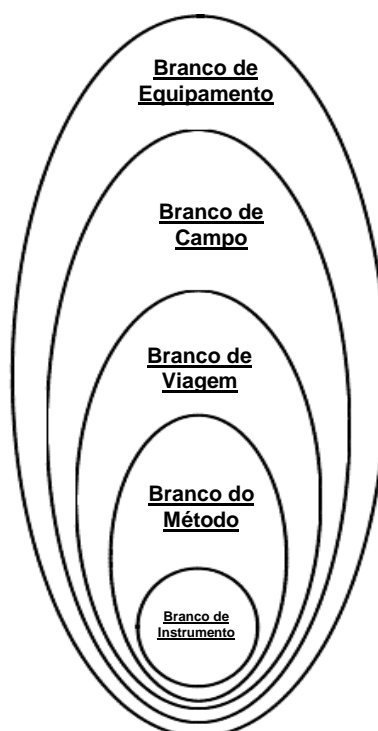 Branco de
Equipamento
Branco de
Campo
Branco de
Viagem
Branco do
Método
Branco de
Instrumento